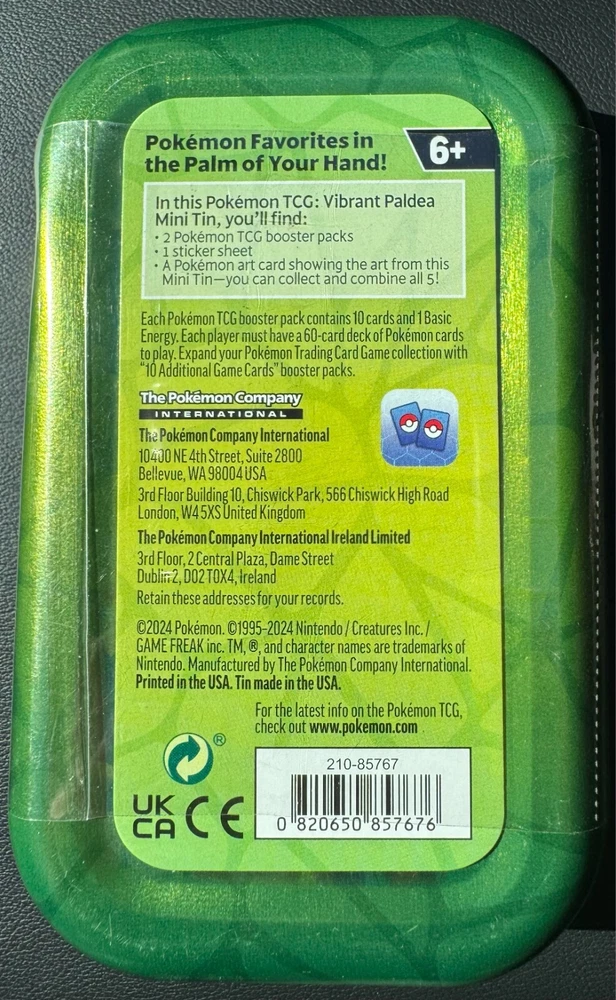 Pokémon Favorites in
the Palm of Your Hand!
6+
In this Pokémon TCG: Vibrant Paldea
Mini Tin, you'll find:
• 2 Pokémon TCG booster packs
• 1 sticker sheet
• A Pokémon art card showing the art from this
Mini Tin—you can collect and combine all 5!
Each Pokémon TCG booster pack contains 10 cards and 1 Basic
Energy. Each player must have a 60-card deck of Pokémon cards
to play. Expand your Pokémon Trading Card Game collection with
"10 Additional Game Cards" booster packs.
The Pokémon Company
INTERNATIONAL
The Pokémon Company International
10400 NE 4th Street, Suite 2800
Bellevue, WA 98004 USA
3rd Floor Building 10, Chiswick Park, 566 Chiswick High Road
London, W4 5XS United Kingdom
The Pokémon Company International Ireland Limited
3rd Floor, 2 Central Plaza, Dame Street
Dublin 2, D02 T0X4, Ireland
Retain these addresses for your records.
©2024 Pokémon. ©1995–2024 Nintendo / Creatures Inc. /
GAME FREAK inc. TM, ®, and character names are trademarks of
Nintendo. Manufactured by The Pokémon Company International.
Printed in the USA. Tin made in the USA.
For the latest info on the Pokémon TCG,
check out www.pokemon.com
®
UK
CA CE
210-85767
0 820650 857676